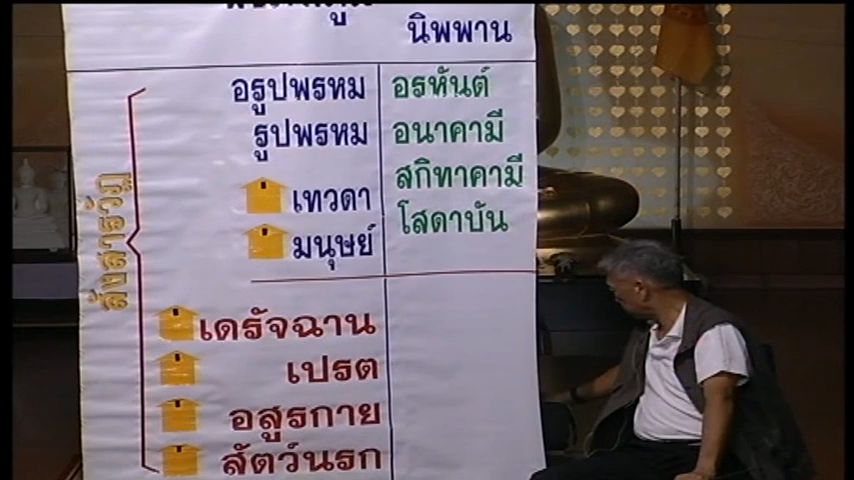 นิพพาน
อรูปพรหม อรหันต์
รูปพรหม อนาคามี
สกิทาคามี
เทวดา
โสดาบัน
มนุษย์
สังสารวัฏ
เดรัจฉาน
เปรต
อสูรกาย
สัตว์นรก